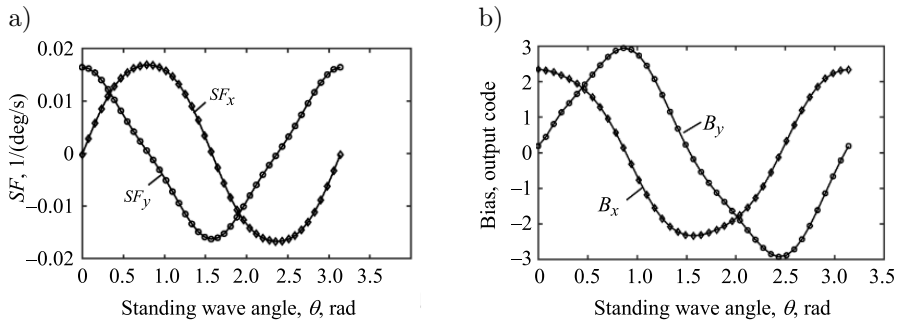 a)
0.02
0.01
0
−0.01
−0.02
SF, 1/(deg/s)
SFx
SFy
0 0.5 1.0 1.5 2.0 2.5 3.0 3.5
Standing wave angle, θ, rad
b)
3
2
1
0
−1
−2
−3
Bias, output code
By
Bx
0 0.5 1.0 1.5 2.0 2.5 3.0 3.5
Standing wave angle, θ, rad